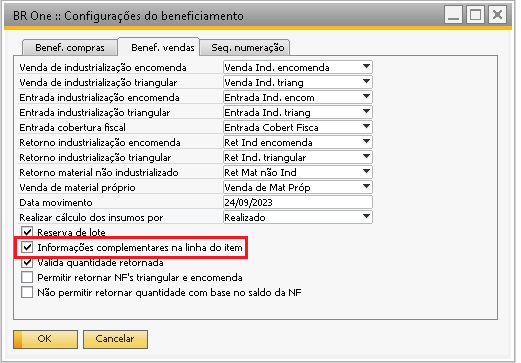 BR One :: Configurações do beneficiamento
Benef. compras Benef. vendas Seq. numeração
Venda de industrialização encomenda Venda Ind. encomenda
Venda de industrialização triangular Venda Ind. triang
Entrada industrialização encomenda Entrada Ind. encom
Entrada industrialização triangular Entrada Ind. triang
Entrada cobertura fiscal Entrada Cobert Fisca
Retorno industrialização encomenda Ret Ind encomenda
Retorno industrialização triangular Ret Ind. triangular
Retorno material não industrializado Ret Mat não Ind
Venda de material próprio Venda de Mat Próp
Data movimento 24/09/2023
Realizar cálculo dos insumos por Realizado
Reserva de lote
Informações complementares na linha do item
Valida quantidade retornada
Permitir retornar NF's triangular e encomenda
Não permitir retornar quantidade com base no saldo da NF
OK Cancelar